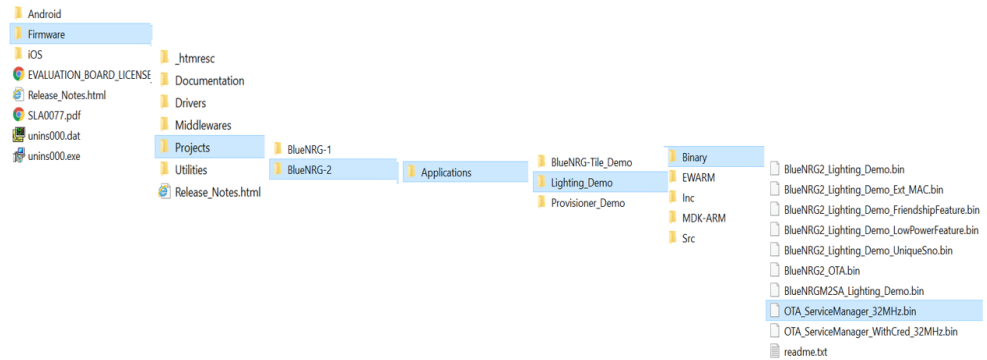 Android
Firmware
iOS
EVALUATION_BOARD_LICENSE
Release_Notes.html
SLA0077.pdf
unins000.dat
unins000.exe
_htmresc
Documentation
Drivers
Middlewares
Projects
Utilities
Release_Notes.html
BlueNRG-1
BlueNRG-2
Applications
BlueNRG-Tile_Demo
Lighting_Demo
Provisioner_Demo
Binary
EWARM
Inc
MDK-ARM
Src
BlueNRG2_Lighting_Demo.bin
BlueNRG2_Lighting_Demo_Ext_MAC.bin
BlueNRG2_Lighting_Demo_FriendshipFeature.bin
BlueNRG2_Lighting_Demo_LowPowerFeature.bin
BlueNRG2_Lighting_Demo_UniqueSno.bin
BlueNRG2_OTA.bin
BlueNRGM2SA_Lighting_Demo.bin
OTA_ServiceManager_32MHz.bin
OTA_ServiceManager_WithCred_32MHz.bin
readme.txt